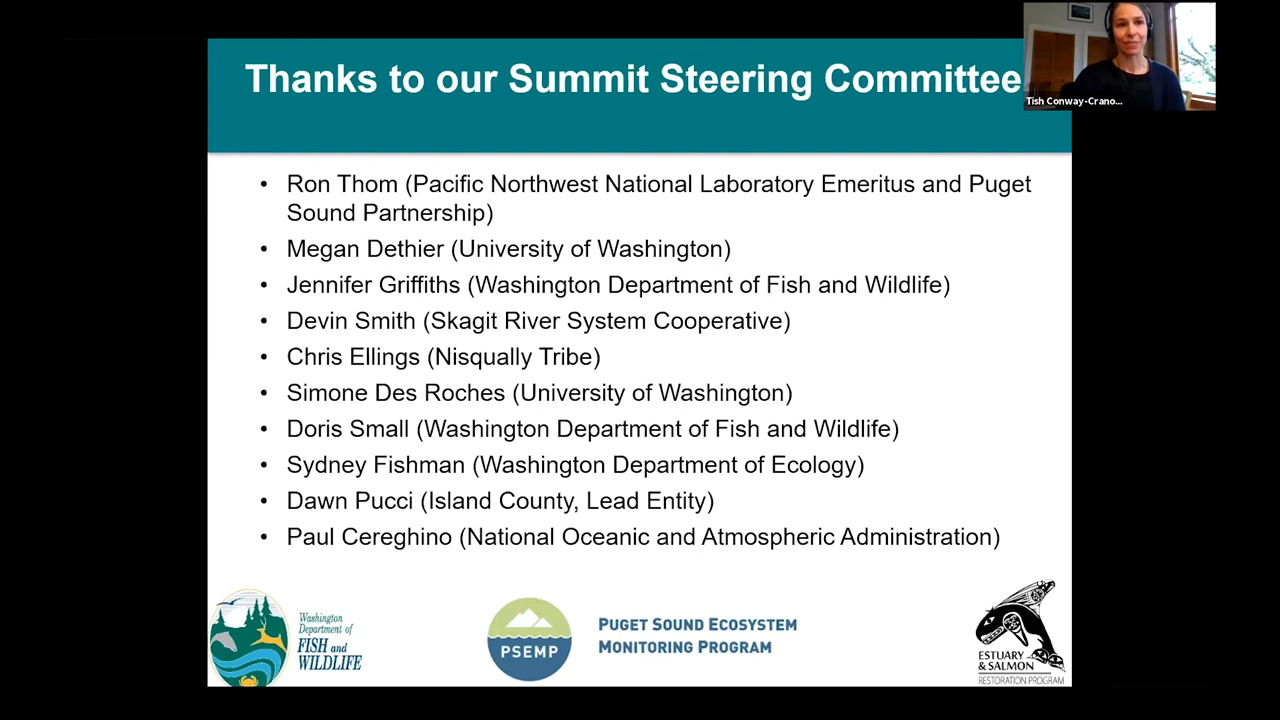 Thanks to our Summit Steering Committee
Tish Conway-Crano...
• Ron Thom (Pacific Northwest National Laboratory Emeritus and Puget
Sound Partnership)
• Megan Dethier (University of Washington)
• Jennifer Griffiths (Washington Department of Fish and Wildlife)
• Devin Smith (Skagit River System Cooperative)
• Chris Ellings (Nisqually Tribe)
• Simone Des Roches (University of Washington)
• Doris Small (Washington Department of Fish and Wildlife)
• Sydney Fishman (Washington Department of Ecology)
• Dawn Pucci (Island County, Lead Entity)
• Paul Cereghino (National Oceanic and Atmospheric Administration)
Washington
Department of
FISH and
WILDLIFE
PSEMP
PUGET SOUND ECOSYSTEM
MONITORING PROGRAM
ESTUARY
& SALMON
RESTORATION PROGRAM